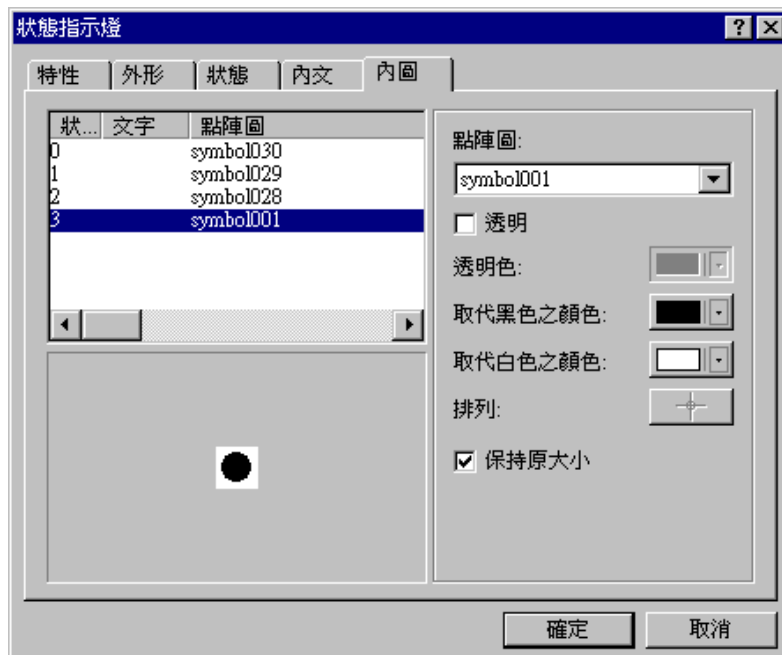 狀態指示燈
特性 外形 狀態 內文 內圖
狀... 文字 點陣圖
0 symbol030
1 symbol029
2 symbol028
3 symbol001
點陣圖:
symbol001
透明
透明色:
取代黑色之顏色:
取代白色之顏色:
排列:
保持原大小
確定 取消